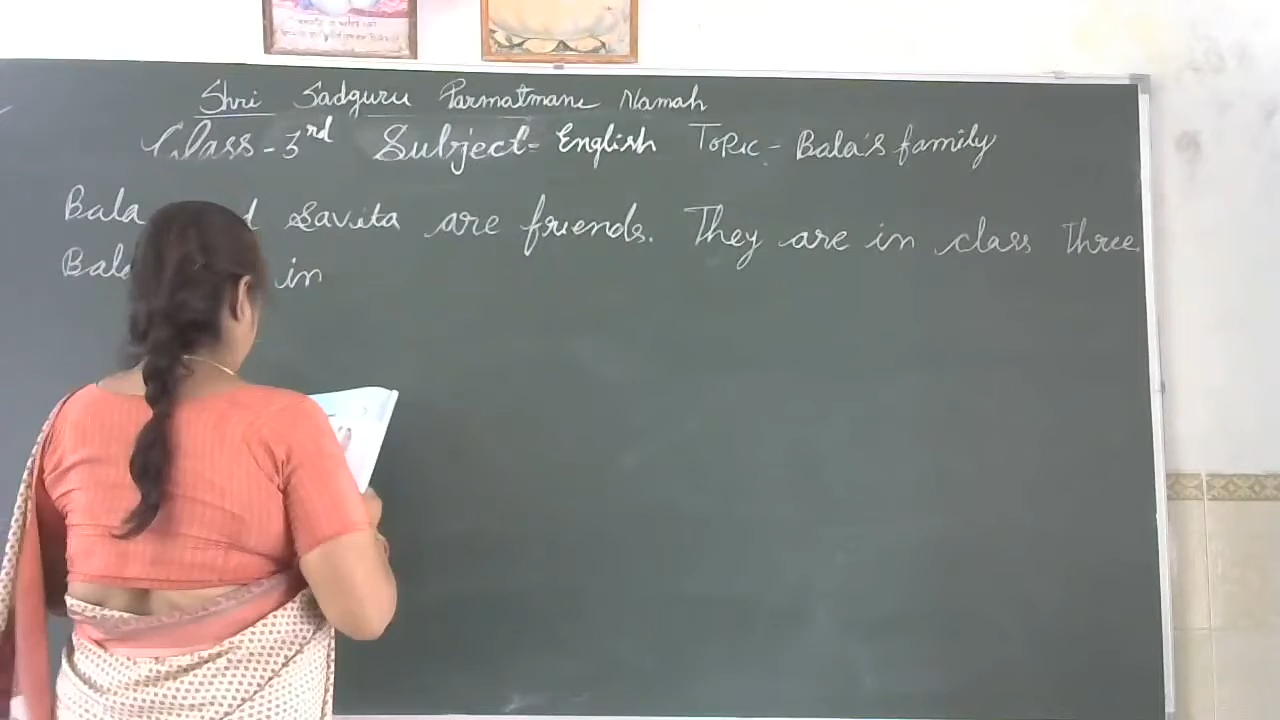 Shri Sadguru Parmatmane Namah
Class - 3rd Subject - English Topic - Bala's family
Bala Savita are friends. They are in class Three.
in